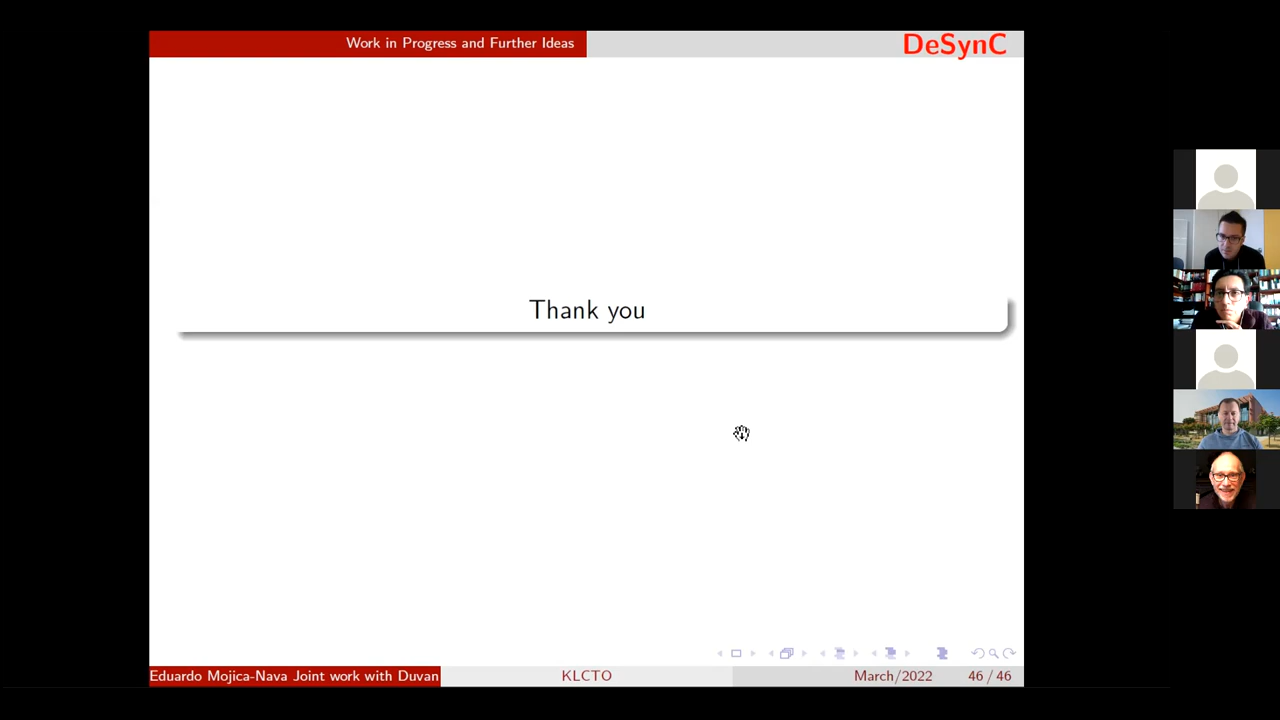 Work in Progress and Further Ideas
DeSynC
Thank you
Eduardo Mojica-Nava Joint work with Duvan
KLCTO
March/2022
46 / 46